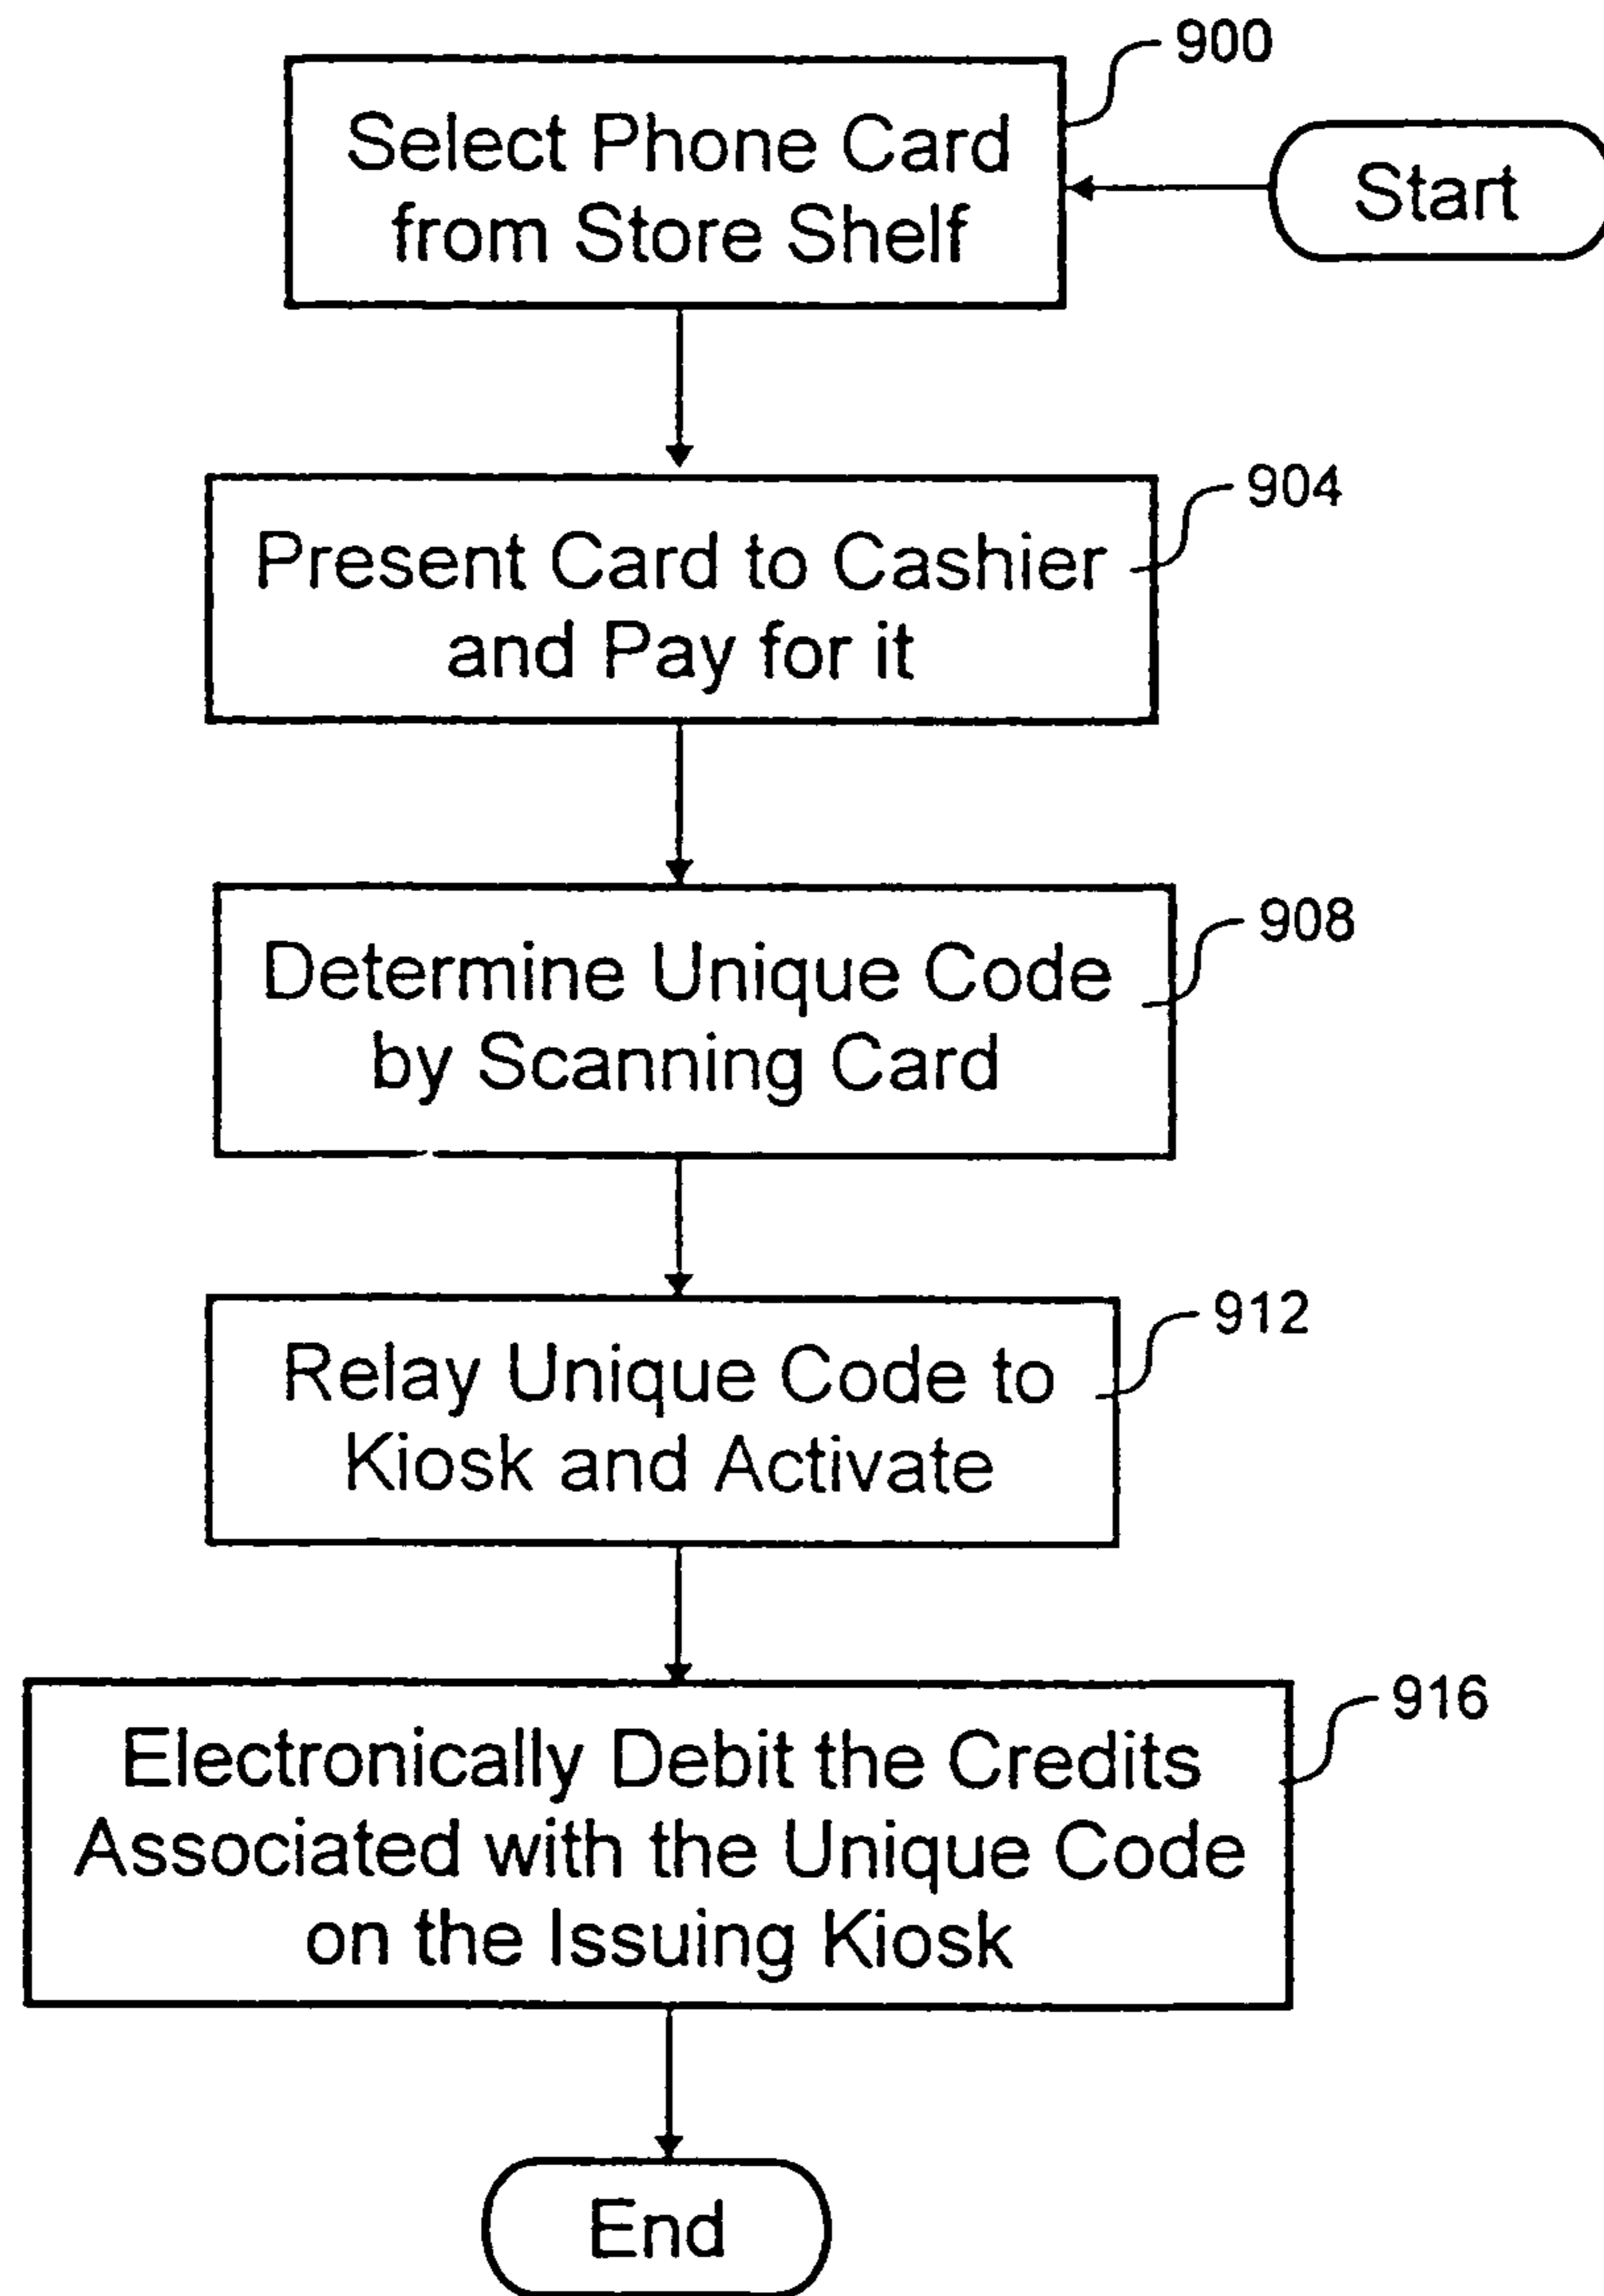 900
Start
Select Phone Card
from Store Shelf
904
Present Card to Cashier
and Pay for it
908
Determine Unique Code
by Scanning Card
912
Relay Unique Code to
Kiosk and Activate
916
Electronically Debit the Credits
Associated with the Unique Code
on the Issuing Kiosk
End